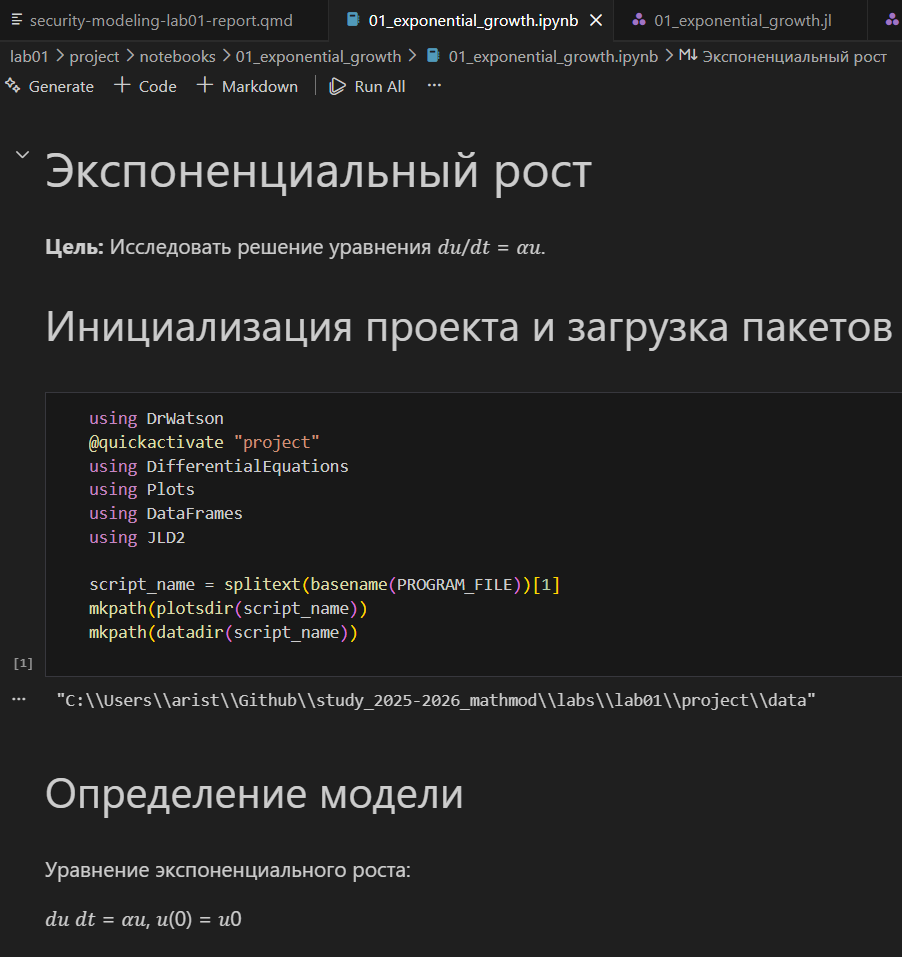 security-modeling-lab01-report.qmd 01_exponential_growth.ipynb 01_exponential_growth.jl
lab01 > project > notebooks > 01_exponential_growth > 01_exponential_growth.ipynb > M↓ Экспоненциальный рост
Generate + Code + Markdown Run All ...
Экспоненциальный рост
Цель: Исследовать решение уравнения du/dt = αu.
Инициализация проекта и загрузка пакетов
using DrWatson
@quickactivate "project"
using DifferentialEquations
using Plots
using DataFrames
using JLD2
script_name = splitext(basename(PROGRAM_FILE))[1]
mkpath(plotsdir(script_name))
mkpath(datadir(script_name))
[1]
... "C:\\Users\\arist\\Github\\study_2025-2026_mathmod\\labs\\lab01\\project\\data"
Определение модели
Уравнение экспоненциального роста:
du dt = αu, u(0) = u0